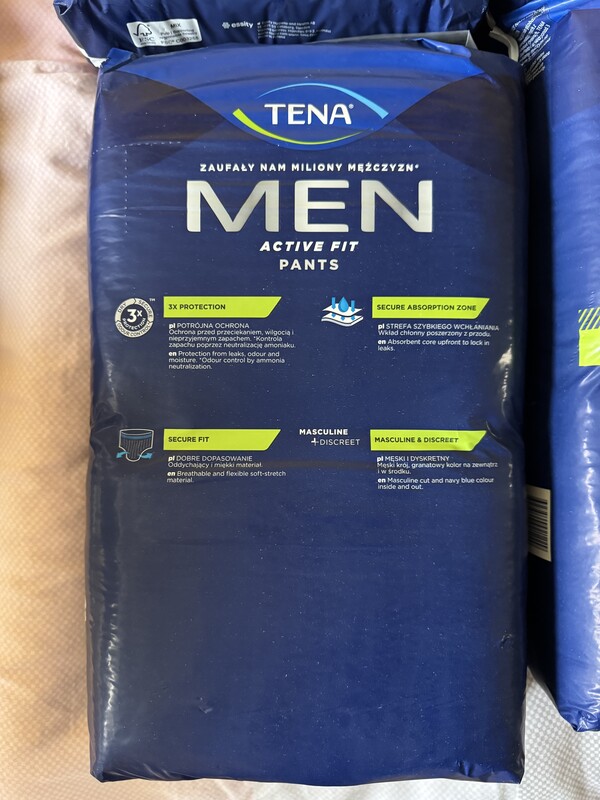 FSC
MIX
essity
TENA®
ZAUFAŁY NAM MILIONY MĘŻCZYZN*
MEN
ACTIVE FIT
PANTS
3X
PROTECTION
3X PROTECTION
pl POTRÓJNA OCHRONA
Ochrona przed przeciekaniem, wilgocią i
nieprzyjemnym zapachem. *Kontrola
zapachu poprzez neutralizację amoniaku.
en Protection from leaks, odour and
moisture. *Odour control by ammonia
neutralization.
SECURE ABSORPTION ZONE
pl STREFA SZYBKIEGO WCHŁANIANIA
Wkład chłonny poszerzony z przodu.
en Absorbent core upfront to lock in
leaks.
SECURE FIT
pl DOBRE DOPASOWANIE
Oddychający i miękki materiał.
en Breathable and flexible soft-stretch
material.
MASCULINE
+DISCREET
MASCULINE & DISCREET
pl MĘSKI I DYSKRETNY
Męski krój, granatowy kolor na zewnątrz
i w środku.
en Masculine cut and navy blue colour
inside and out.